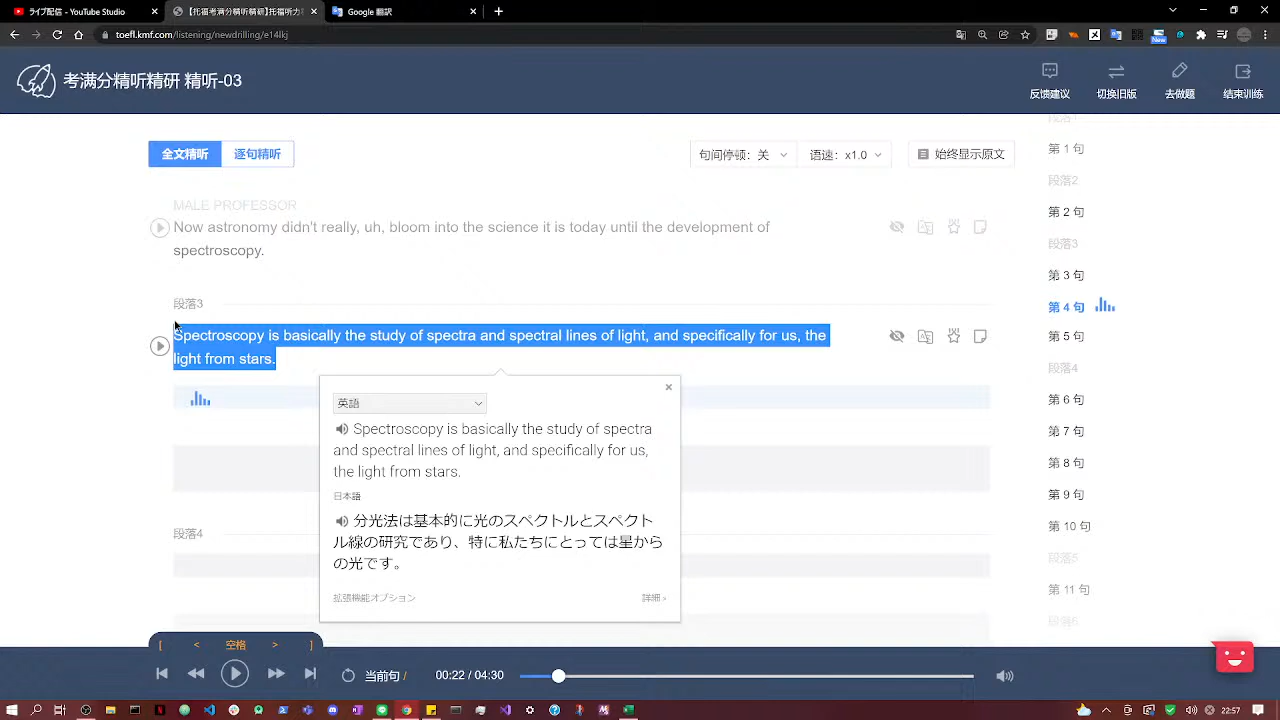 ライブ配信 - YouTube Studio
【托福考满分精听精研】托福听力
Google 翻訳
toefl.kmf.com/listening/newdrilling/e14lkj
New
考满分精听精研 精听-03
反馈建议
切换旧版
去做题
结束训练
全文精听
逐句精听
句间停顿：关
语速：x1.0
始终显示原文
MALE PROFESSOR
Now astronomy didn't really, uh, bloom into the science it is today until the development of
spectroscopy.
段落3
Spectroscopy is basically the study of spectra and spectral lines of light, and specifically for us, the
light from stars.
英語
Spectroscopy is basically the study of spectra
and spectral lines of light, and specifically for us,
the light from stars.
日本語
分光法は基本的に光のスペクトルとスペクト
ル線の研究であり、特に私たちにとっては星から
の光です。
拡張機能オプション
詳細 »
段落4
段落1
第 1 句
段落2
第 2 句
段落3
第 3 句
第 4 句
第 5 句
段落4
第 6 句
第 7 句
第 8 句
第 9 句
第 10 句
段落5
第 11 句
段落6
[ < 空格 > ]
当前句 /
00:22 / 04:30
22:57